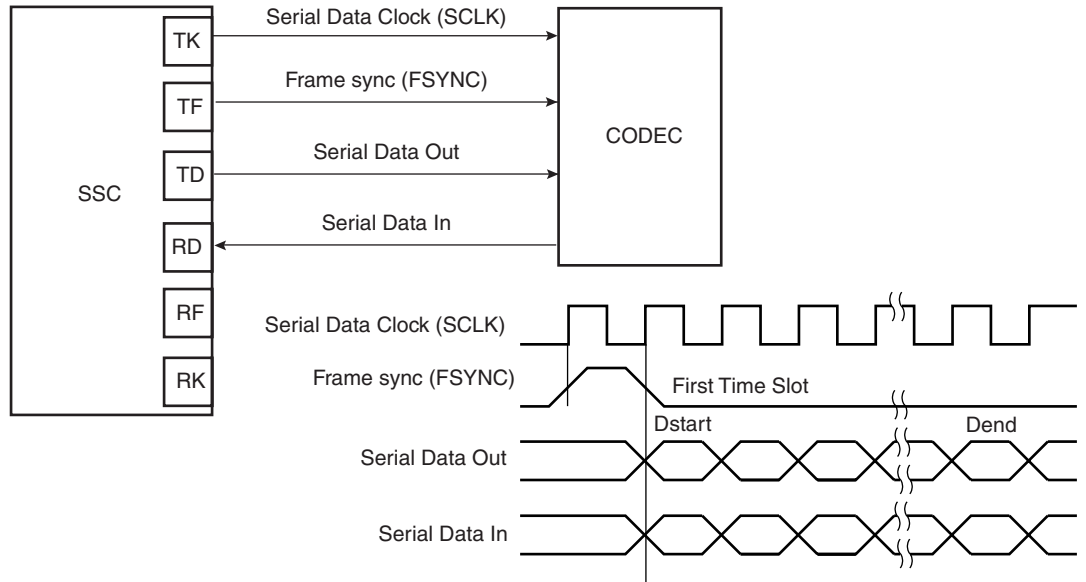 SSC
TK
TF
TD
RD
RF
RK
Serial Data Clock (SCLK)
Frame sync (FSYNC)
Serial Data Out
Serial Data In
CODEC
Serial Data Clock (SCLK)
Frame sync (FSYNC)
First Time Slot
Dstart
Dend
Serial Data Out
Serial Data In